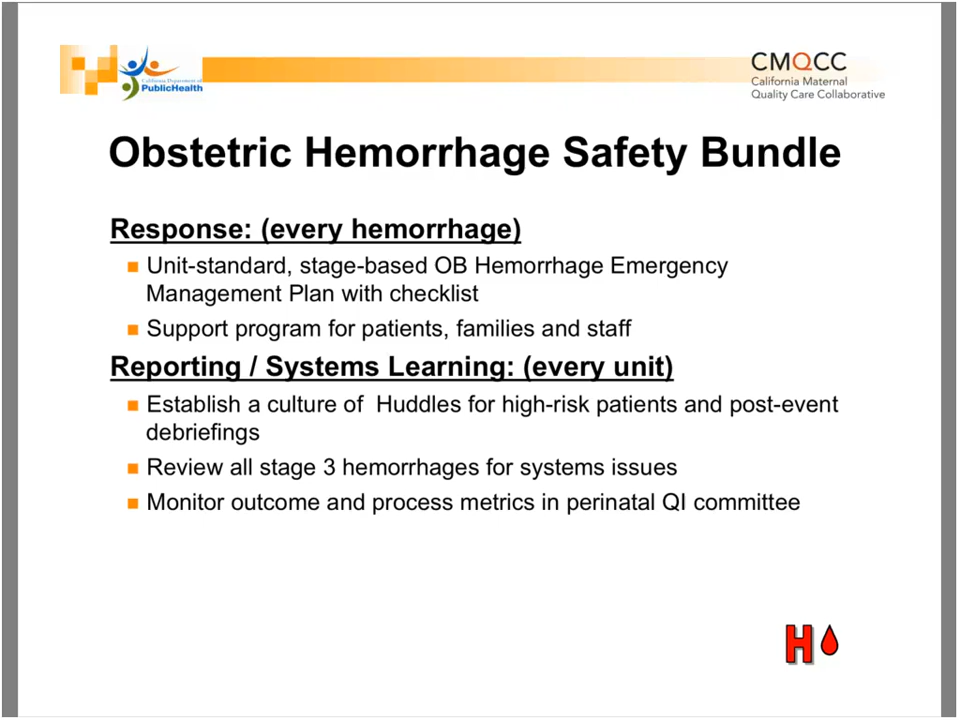 California Department of
PublicHealth
CMQCC
California Maternal
Quality Care Collaborative
Obstetric Hemorrhage Safety Bundle
Response: (every hemorrhage)
Unit-standard, stage-based OB Hemorrhage Emergency
Management Plan with checklist
Support program for patients, families and staff
Reporting / Systems Learning: (every unit)
Establish a culture of  Huddles for high-risk patients and post-event
debriefings
Review all stage 3 hemorrhages for systems issues
Monitor outcome and process metrics in perinatal QI committee
H